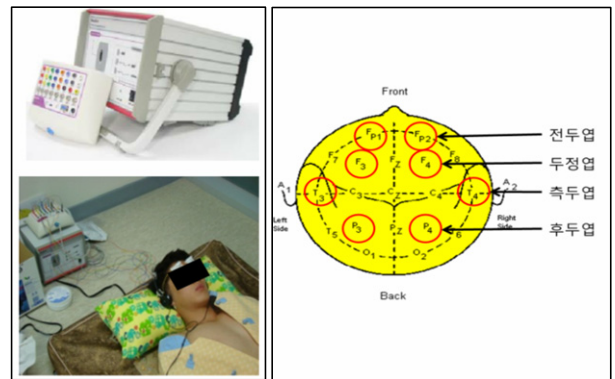 Front
Fp1 Fp2
전두엽
F7 F3 Fz F4 F8
두정엽
A1 T3 C3 Cz C4 T4 A2
측두엽
Left
Side
Right
Side
T5 P3 Pz P4 6
후두엽
O1 O2
Back